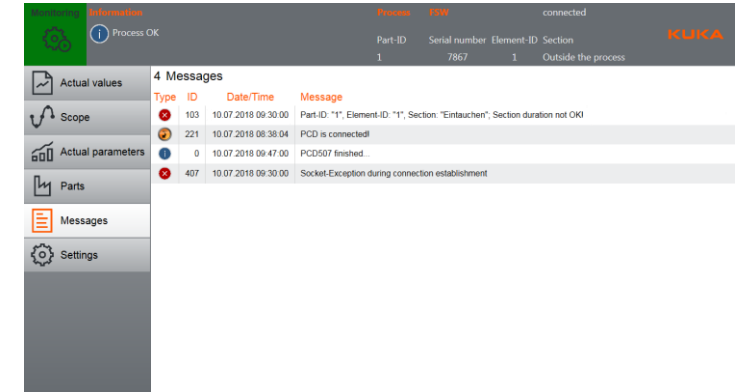 Monitoring Information Process FSW connected
Process OK
Part-ID Serial number Element-ID Section
KUKA
1 7867 1 Outside the process
Actual values
Scope
Actual parameters
Parts
Messages
Settings
4 Messages
Type ID Date/Time Message
103 10.07.2018 09:30:00 Part-ID: "1", Element-ID: "1", Section: "Eintauchen"; Section duration not OK!
221 10.07.2018 08:38:04 PCD is connected!
0 10.07.2018 09:47:00 PCD507 finished...
407 10.07.2018 09:30:00 Socket-Exception during connection establishment